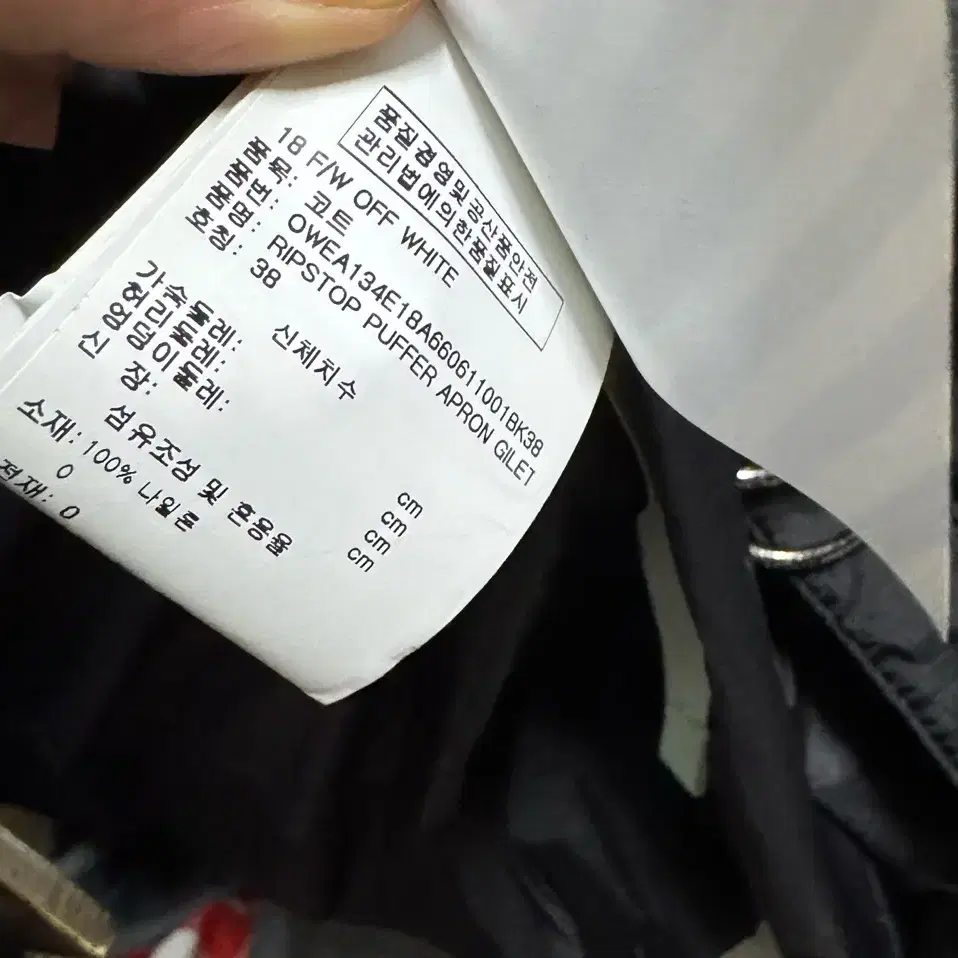 품질경영및공산품안전
관리법에의한품질표시
18 F/W OFF WHITE
품목: 코트
품번: OWEA134E18A660611001BK38
품명: RIPSTOP PUFFER APRON GILET
호칭: 38
신체치수
가슴둘레: cm
허리둘레: cm
엉덩이둘레: cm
신 장: cm
섬유조성 및 혼용율
소재: 100% 나일론
0
적재: 0